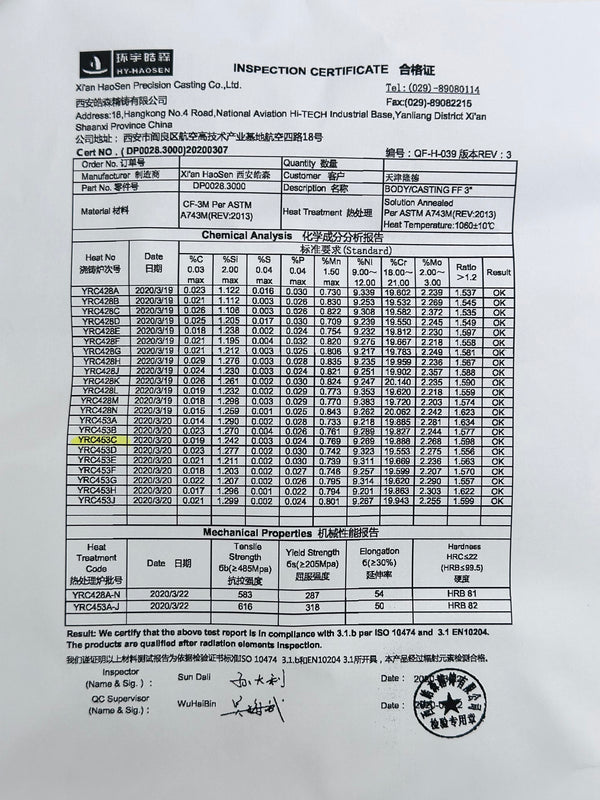 环宇皓森
HY-HAOSEN
INSPECTION CERTIFICATE 合格证
Xi'an HaoSen Precision Casting Co.,Ltd.
Tel:(029)-89080114
西安皓森精铸有限公司
Fax:(029)-89082215
Address:18,Hangkong No.4 Road,National Aviation Hi-TECH Industrial Base,Yanliang District Xi'an
Shaanxi Province China
公司地址: 西安市阎良区航空高技术产业基地航空四路18号
Cert NO. (DP0028.3000)20200307 编号: QF-H-039 版本REV: 3
Order No. 订单号 Quantity 数量
Manufacturer 制造商 Xi'an HaoSen 西安皓森 Customer 客户 天津隆德
Part No. 零件号 DP0028.3000 Description 名称 BODY/CASTING FF 3"
Material 材料 CF-3M Per ASTM A743M(REV:2013) Heat Treatment 热处理 Solution Annealed Per ASTM A743M(REV:2013) Heat Temperature:1060±10℃
Chemical Analysis 化学成分分析报告
Heat No 浇铸炉次号 Date 日期 标准要求(Standard) Ratio >1.2 Result
%C %Si %S %P %Mn %Ni %Cr %Mo
0.03 2.00 0.04 0.04 1.50 9.00~ 18.00~ 2.00~
max max max max max 12.00 21.00 3.00
YRC428A 2020/3/19 0.023 1.122 0.016 0.030 0.730 9.339 19.602 2.239 1.537 OK
YRC428B 2020/3/19 0.021 1.112 0.003 0.026 0.830 9.253 19.532 2.269 1.545 OK
YRC428C 2020/3/19 0.026 1.106 0.003 0.026 0.822 9.308 19.582 2.372 1.535 OK
YRC428D 2020/3/19 0.025 1.205 0.017 0.030 0.709 9.239 19.550 2.245 1.549 OK
YRC428E 2020/3/19 0.018 1.238 0.002 0.024 0.754 9.232 19.812 2.230 1.597 OK
YRC428F 2020/3/19 0.021 1.195 0.004 0.032 0.820 9.275 19.667 2.218 1.558 OK
YRC428G 2020/3/19 0.021 1.212 0.003 0.025 0.806 9.217 19.763 2.249 1.581 OK
YRC428H 2020/3/19 0.029 1.276 0.003 0.028 0.835 9.235 19.959 2.236 1.567 OK
YRC428J 2020/3/19 0.024 1.230 0.003 0.024 0.821 9.251 19.902 2.357 1.588 OK
YRC428K 2020/3/19 0.026 1.261 0.002 0.030 0.824 9.247 20.140 2.235 1.590 OK
YRC428L 2020/3/19 0.019 1.232 0.002 0.029 0.773 9.353 19.620 2.218 1.559 OK
YRC428M 2020/3/19 0.018 1.296 0.003 0.029 0.770 9.383 19.720 2.203 1.574 OK
YRC428N 2020/3/19 0.015 1.259 0.001 0.025 0.843 9.262 20.062 2.242 1.623 OK
YRC453A 2020/3/20 0.014 1.290 0.002 0.028 0.733 9.218 19.865 2.281 1.634 OK
YRC453B 2020/3/20 0.023 1.270 0.004 0.026 0.761 9.289 19.827 2.244 1.577 OK
YRC453C 2020/3/20 0.019 1.242 0.003 0.024 0.769 9.269 19.888 2.268 1.598 OK
YRC453D 2020/3/20 0.023 1.277 0.002 0.030 0.742 9.323 19.553 2.275 1.556 OK
YRC453E 2020/3/20 0.021 1.211 0.002 0.030 0.739 9.311 19.669 2.236 1.563 OK
YRC453F 2020/3/20 0.018 1.203 0.002 0.027 0.746 9.257 19.599 2.207 1.570 OK
YRC453G 2020/3/20 0.022 1.207 0.002 0.026 0.795 9.314 19.620 2.290 1.557 OK
YRC453H 2020/3/20 0.017 1.296 0.001 0.022 0.794 9.201 19.863 2.303 1.622 OK
YRC453J 2020/3/20 0.021 1.299 0.002 0.024 0.801 9.267 19.943 2.255 1.599 OK
Mechanical Properties 机械性能报告
Heat Treatment Code 热处理炉批号 Date 日期 Tensile Strength бb(≥485Mpa) 抗拉强度 Yield Strength бs(≥205Mpa) 屈服强度 Elongation б(≥30%) 延伸率 Hardness HRC≤22 (HRB≤99.5) 硬度
YRC428A-N 2020/3/22 583 287 54 HRB 81
YRC453A-J 2020/3/22 616 318 50 HRB 82
Result: We certify that the above test report is in compliance with 3.1.b per ISO 10474 and 3.1 EN10204.
The products are qualified after radiation elements inspection.
我们谨证明以上材料测试报告为依据检验证书标准ISO 10474 3.1.b和EN10204 3.1所开具，本产品经过辐射元素检测合格。
Inspector
(Name & Sig.) : Sun Dali 孙大利 Date :
QC Supervisor
(Name & Sig.) : WuHaiBin Date :
检验专用章